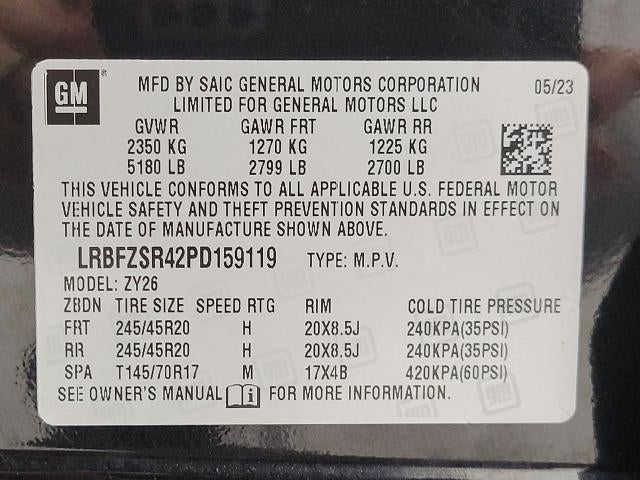 GM
MFD BY SAIC GENERAL MOTORS CORPORATION
LIMITED FOR GENERAL MOTORS LLC
05/23
GVWR GAWR FRT GAWR RR
2350 KG 1270 KG 1225 KG
5180 LB 2799 LB 2700 LB
THIS VEHICLE CONFORMS TO ALL APPLICABLE U.S. FEDERAL MOTOR
VEHICLE SAFETY AND THEFT PREVENTION STANDARDS IN EFFECT ON
THE DATE OF MANUFACTURE SHOWN ABOVE.
LRBFZSR42PD159119 TYPE: M.P.V.
MODEL: ZY26
ZBDN TIRE SIZE SPEED RTG RIM COLD TIRE PRESSURE
FRT 245/45R20 H 20X8.5J 240KPA(35PSI)
RR 245/45R20 H 20X8.5J 240KPA(35PSI)
SPA T145/70R17 M 17X4B 420KPA(60PSI)
SEE OWNER'S MANUAL i FOR MORE INFORMATION.